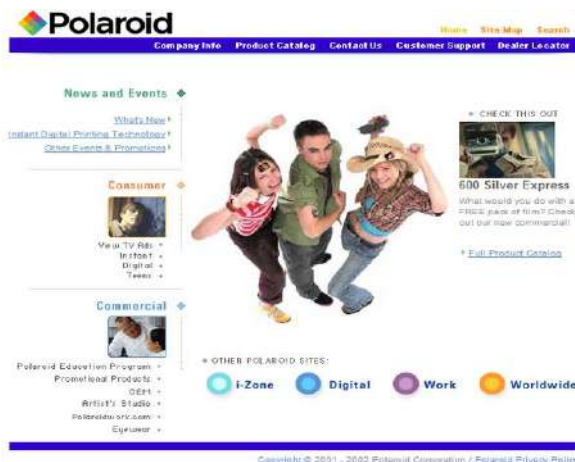 Polaroid
Home Site Map Search
Company Info Product Catalog Contact Us Customer Support Dealer Locator
News and Events
What's New
Instant Digital Printing Technology
Other Events & Promotions
Consumer
View TV Ads
Instant
Digital
Teens
Commercial
Polaroid Education Program
Promotional Products
OEM
Artist's Studio
Polaroidwork.com
Eyewear
CHECK THIS OUT
600 Silver Express
What would you do with a
FREE pack of film? Check
out our new commercial!
Full Product Catalog
OTHER POLAROID SITES:
i-Zone Digital Work Worldwide
Copyright © 2001 - 2002 Polaroid Corporation / Polaroid Privacy Policy